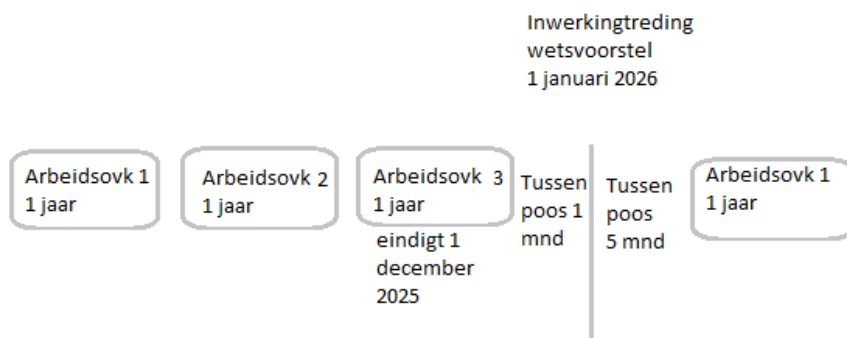 Inwerkingtreding
wetsvoorstel
1 januari 2026
Arbeidsovk 1
1 jaar
Arbeidsovk 2
1 jaar
Arbeidsovk 3
1 jaar
eindigt 1
december
2025
Tussen
poos 1
mnd
Tussen
poos
5 mnd
Arbeidsovk 1
1 jaar